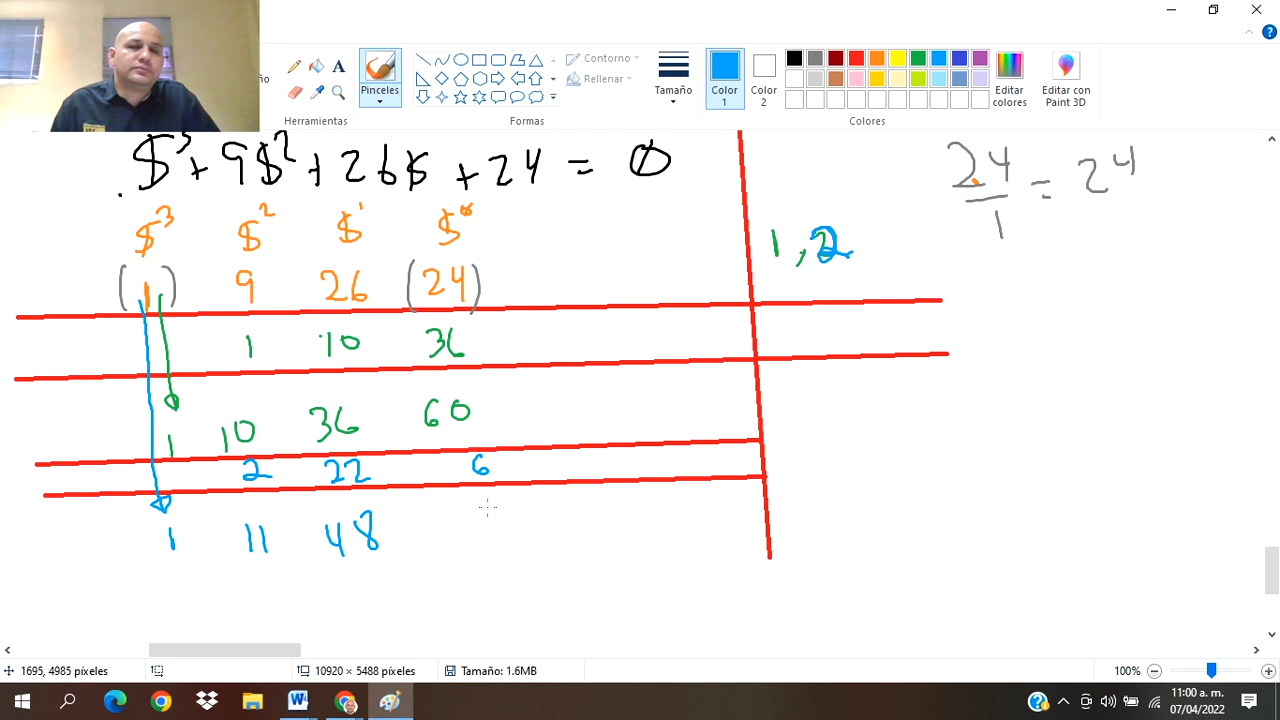 Contorno
Rellenar
ño
Pinceles
Tamaño
Color 1
Color 2
Editar colores
Editar con Paint 3D
Herramientas
Formas
Colores
$³ + 9$² + 26$ + 24 = 0
24/1 = 24
$³ $² $¹ $⁰
1, 2
(1) 9 26 (24)
1 10 36
1 10 36 60
2 22 6
1 11 48
1695, 4985 píxeles
10920 × 5488 píxeles
Tamaño: 1.6MB
100%
11:00 a. m.
07/04/2022